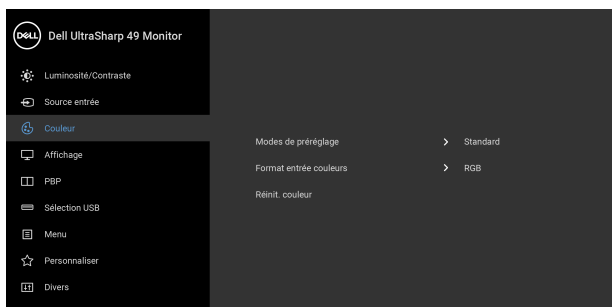 DELL Dell UltraSharp 49 Monitor
Luminosité/Contraste
Source entrée
Couleur
Affichage
PBP
Sélection USB
Menu
Personnaliser
Divers
Modes de préréglage > Standard
Format entrée couleurs > RGB
Réinit. couleur